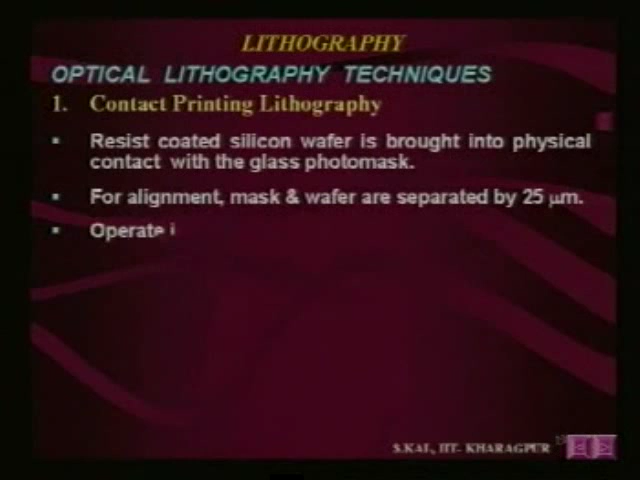 LITHOGRAPHY
OPTICAL LITHOGRAPHY TECHNIQUES
1. Contact Printing Lithography
▪ Resist coated silicon wafer is brought into physical
contact with the glass photomask.
▪ For alignment, mask & wafer are separated by 25 μm.
▪ Operate i
S.KAL, IIT- KHARAGPUR